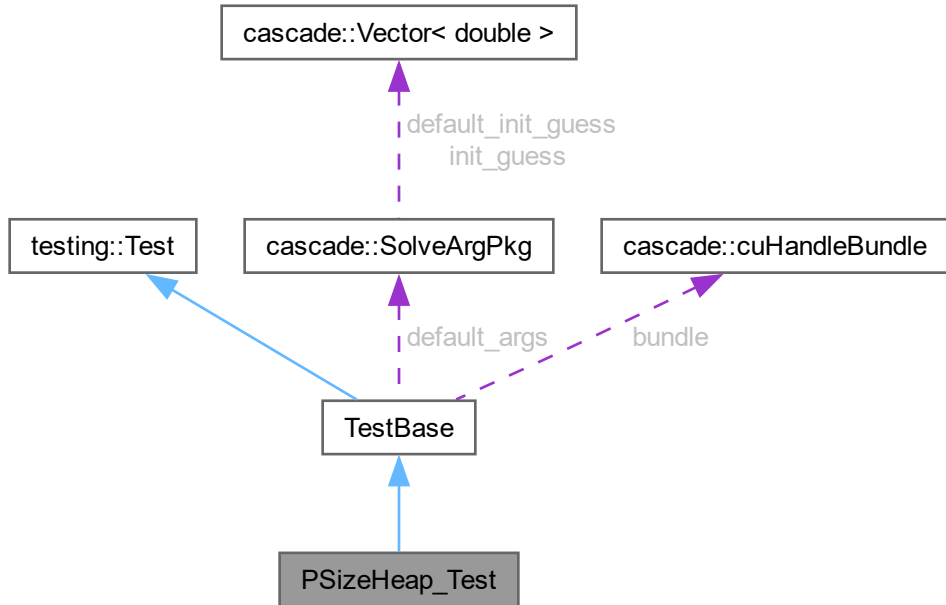 cascade::Vector< double >
default_init_guess
init_guess
testing::Test
cascade::SolveArgPkg
cascade::cuHandleBundle
default_args
bundle
TestBase
PSizeHeap_Test